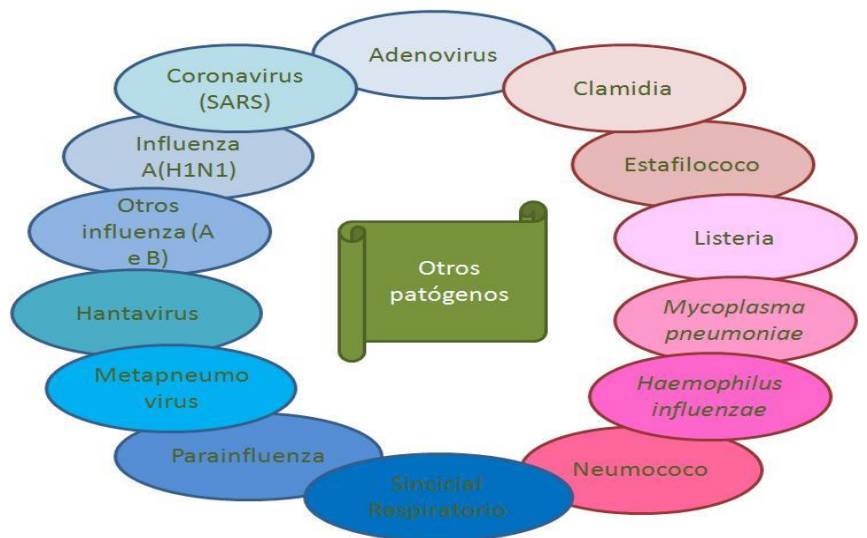 Adenovirus
Clamidia
Estafilococo
Listeria
Mycoplasma
pneumoniae
Haemophilus
influenzae
Neumococo
Sincicial
Respiratorio
Parainfluenza
Metapneumo
virus
Hantavirus
Otros
influenza (A
e B)
Influenza
A(H1N1)
Coronavirus
(SARS)
Otros
patógenos